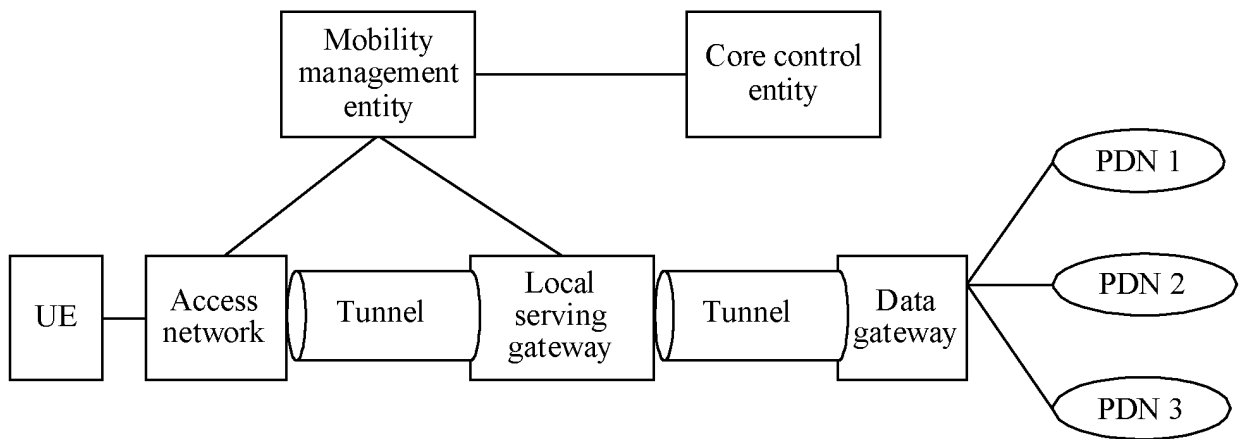 Mobility
management
entity
Core control
entity
PDN 1
UE
Access
network
Tunnel
Local
serving
gateway
Tunnel
Data
gateway
PDN 2
PDN 3